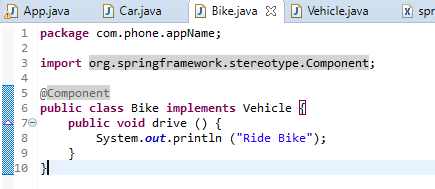 App.java Car.java Bike.java Vehicle.java spr
1 package com.phone.appName;
2
3 import org.springframework.stereotype.Component;
4
5 @Component
6 public class Bike implements Vehicle {
7 public void drive () {
8 System.out.println ("Ride Bike");
9 }
10 }